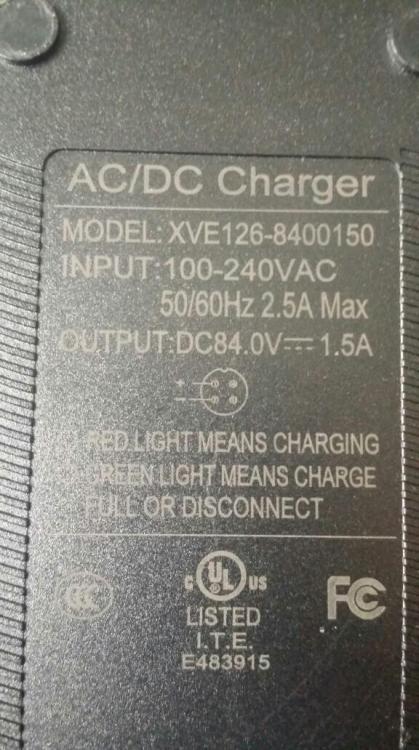 AC/DC Charger
MODEL: XVE126-8400150
INPUT:100-240VAC
50/60Hz 2.5A Max
OUTPUT:DC84.0V⎓1.5A
+
-
RED LIGHT MEANS CHARGING
GREEN LIGHT MEANS CHARGE
FULL OR DISCONNECT
CCC
C UL US
®
LISTED
I.T.E.
E483915
FC